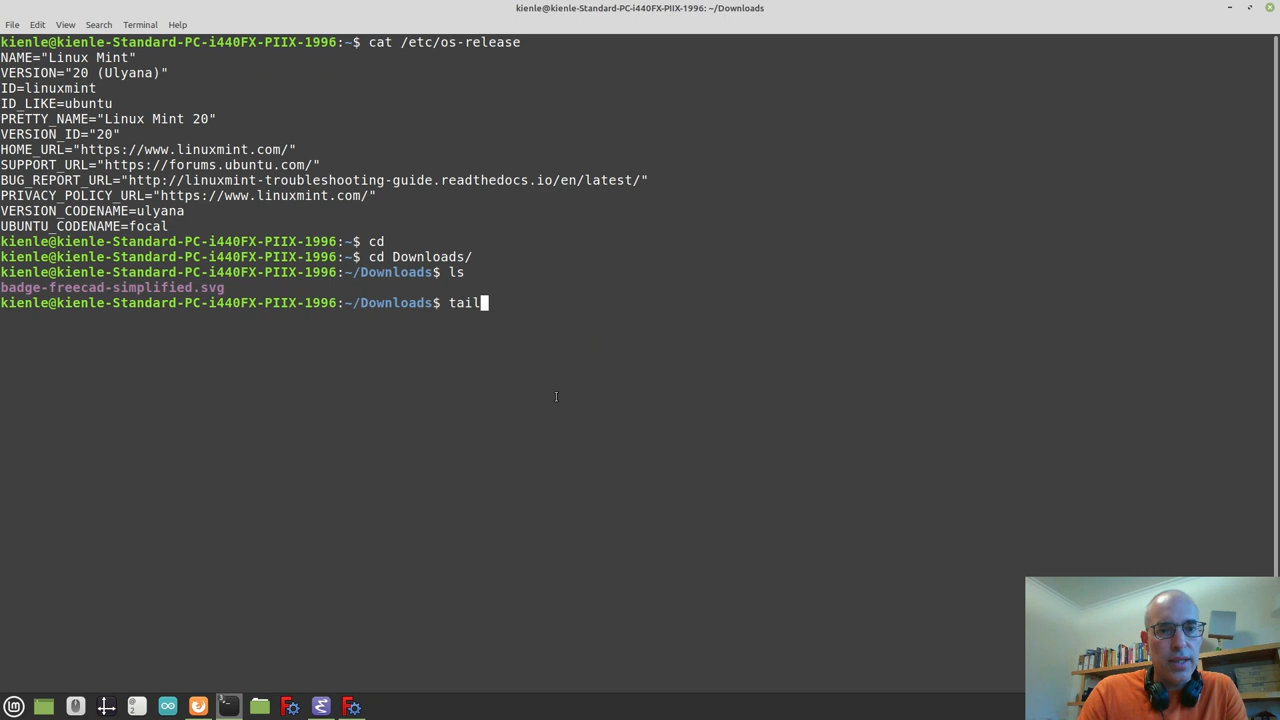 kienle@kienle-Standard-PC-i440FX-PIIX-1996: ~/Downloads
File Edit View Search Terminal Help
kienle@kienle-Standard-PC-i440FX-PIIX-1996:~$ cat /etc/os-release
NAME="Linux Mint"
VERSION="20 (Ulyana)"
ID=linuxmint
ID_LIKE=ubuntu
PRETTY_NAME="Linux Mint 20"
VERSION_ID="20"
HOME_URL="https://www.linuxmint.com/"
SUPPORT_URL="https://forums.ubuntu.com/"
BUG_REPORT_URL="http://linuxmint-troubleshooting-guide.readthedocs.io/en/latest/"
PRIVACY_POLICY_URL="https://www.linuxmint.com/"
VERSION_CODENAME=ulyana
UBUNTU_CODENAME=focal
kienle@kienle-Standard-PC-i440FX-PIIX-1996:~$ cd
kienle@kienle-Standard-PC-i440FX-PIIX-1996:~$ cd Downloads/
kienle@kienle-Standard-PC-i440FX-PIIX-1996:~/Downloads$ ls
badge-freecad-simplified.svg
kienle@kienle-Standard-PC-i440FX-PIIX-1996:~/Downloads$ tail